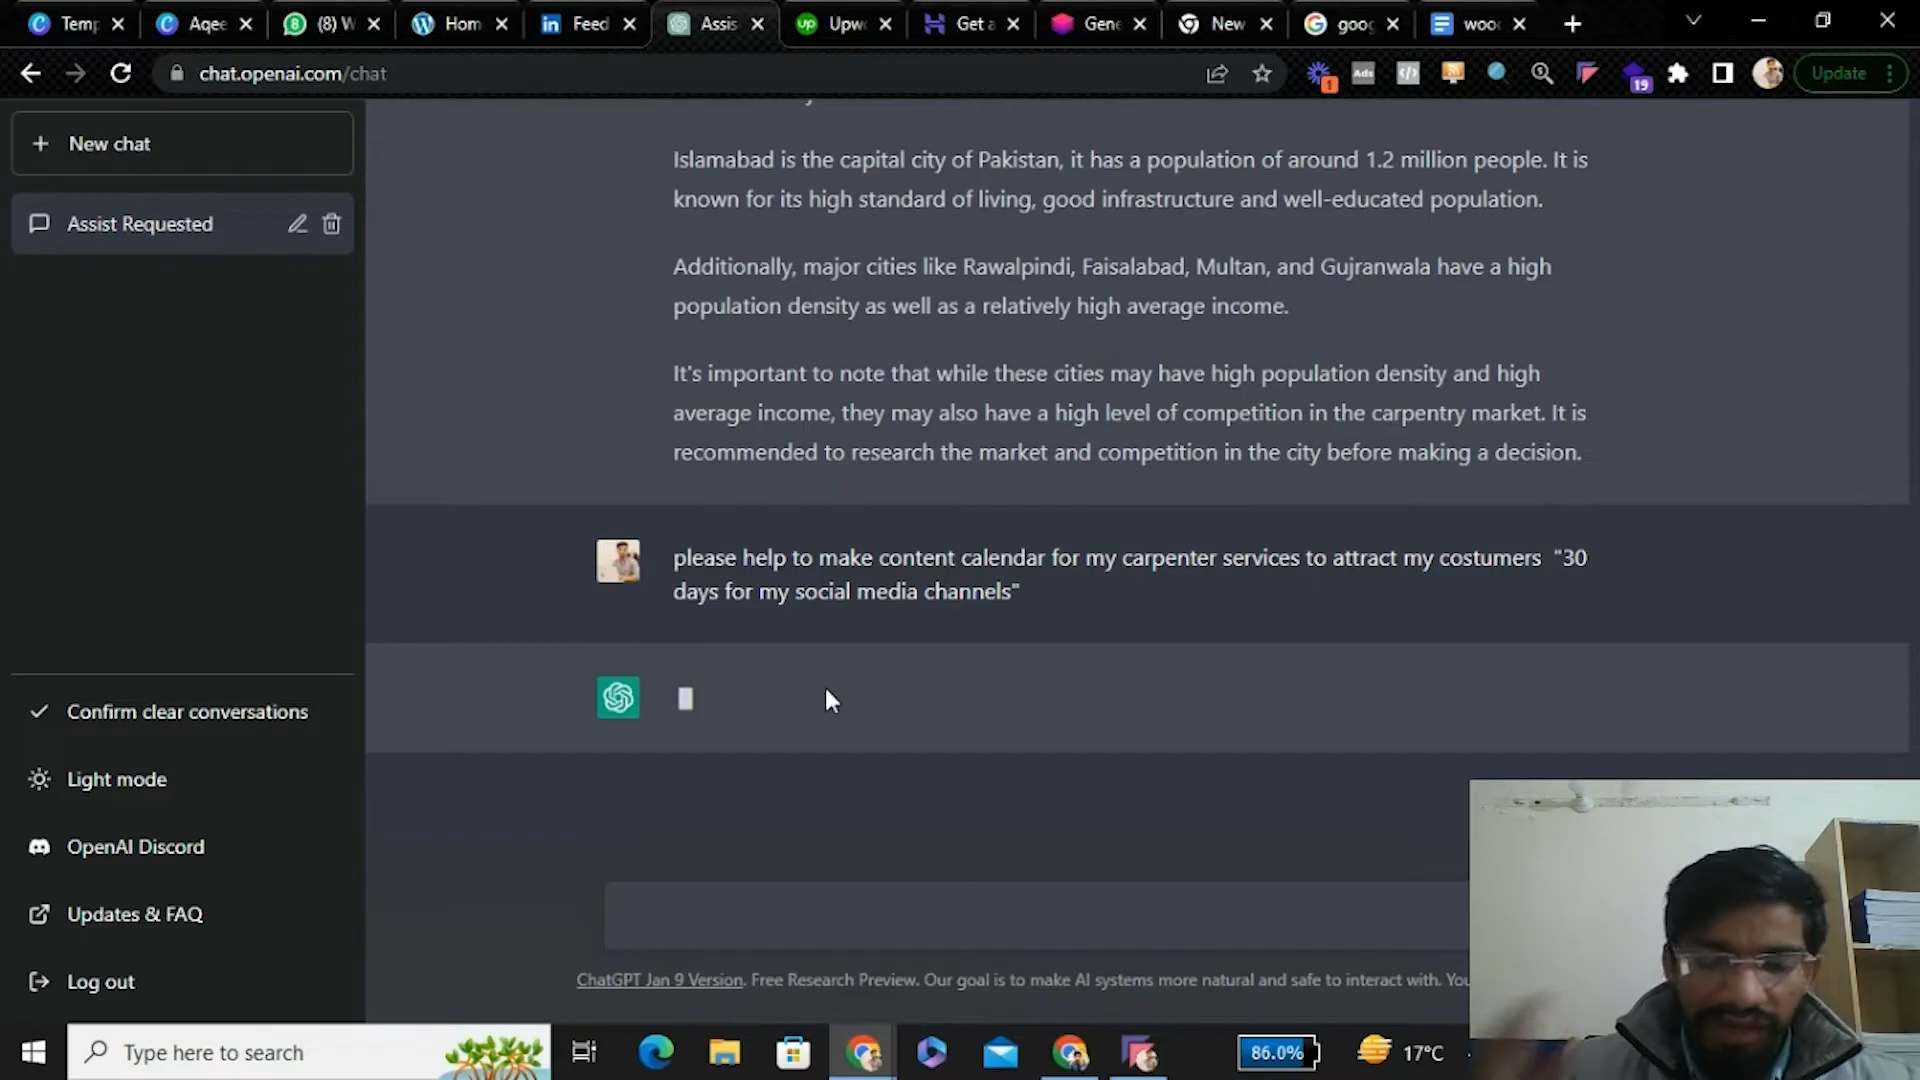 Temp
Aqee
(8) W
Hom
Feed
Assis
Upw
Get a
Gene
New
goog
wood
chat.openai.com/chat
1
Ads
19
Update
New chat
Assist Requested
Islamabad is the capital city of Pakistan, it has a population of around 1.2 million people. It is
known for its high standard of living, good infrastructure and well-educated population.
Additionally, major cities like Rawalpindi, Faisalabad, Multan, and Gujranwala have a high
population density as well as a relatively high average income.
It's important to note that while these cities may have high population density and high
average income, they may also have a high level of competition in the carpentry market. It is
recommended to research the market and competition in the city before making a decision.
please help to make content calendar for my carpenter services to attract my costumers "30
days for my social media channels"
Confirm clear conversations
Light mode
OpenAI Discord
Updates & FAQ
Log out
ChatGPT Jan 9 Version. Free Research Preview. Our goal is to make AI systems more natural and safe to interact with. You
Type here to search
86.0%
17°C